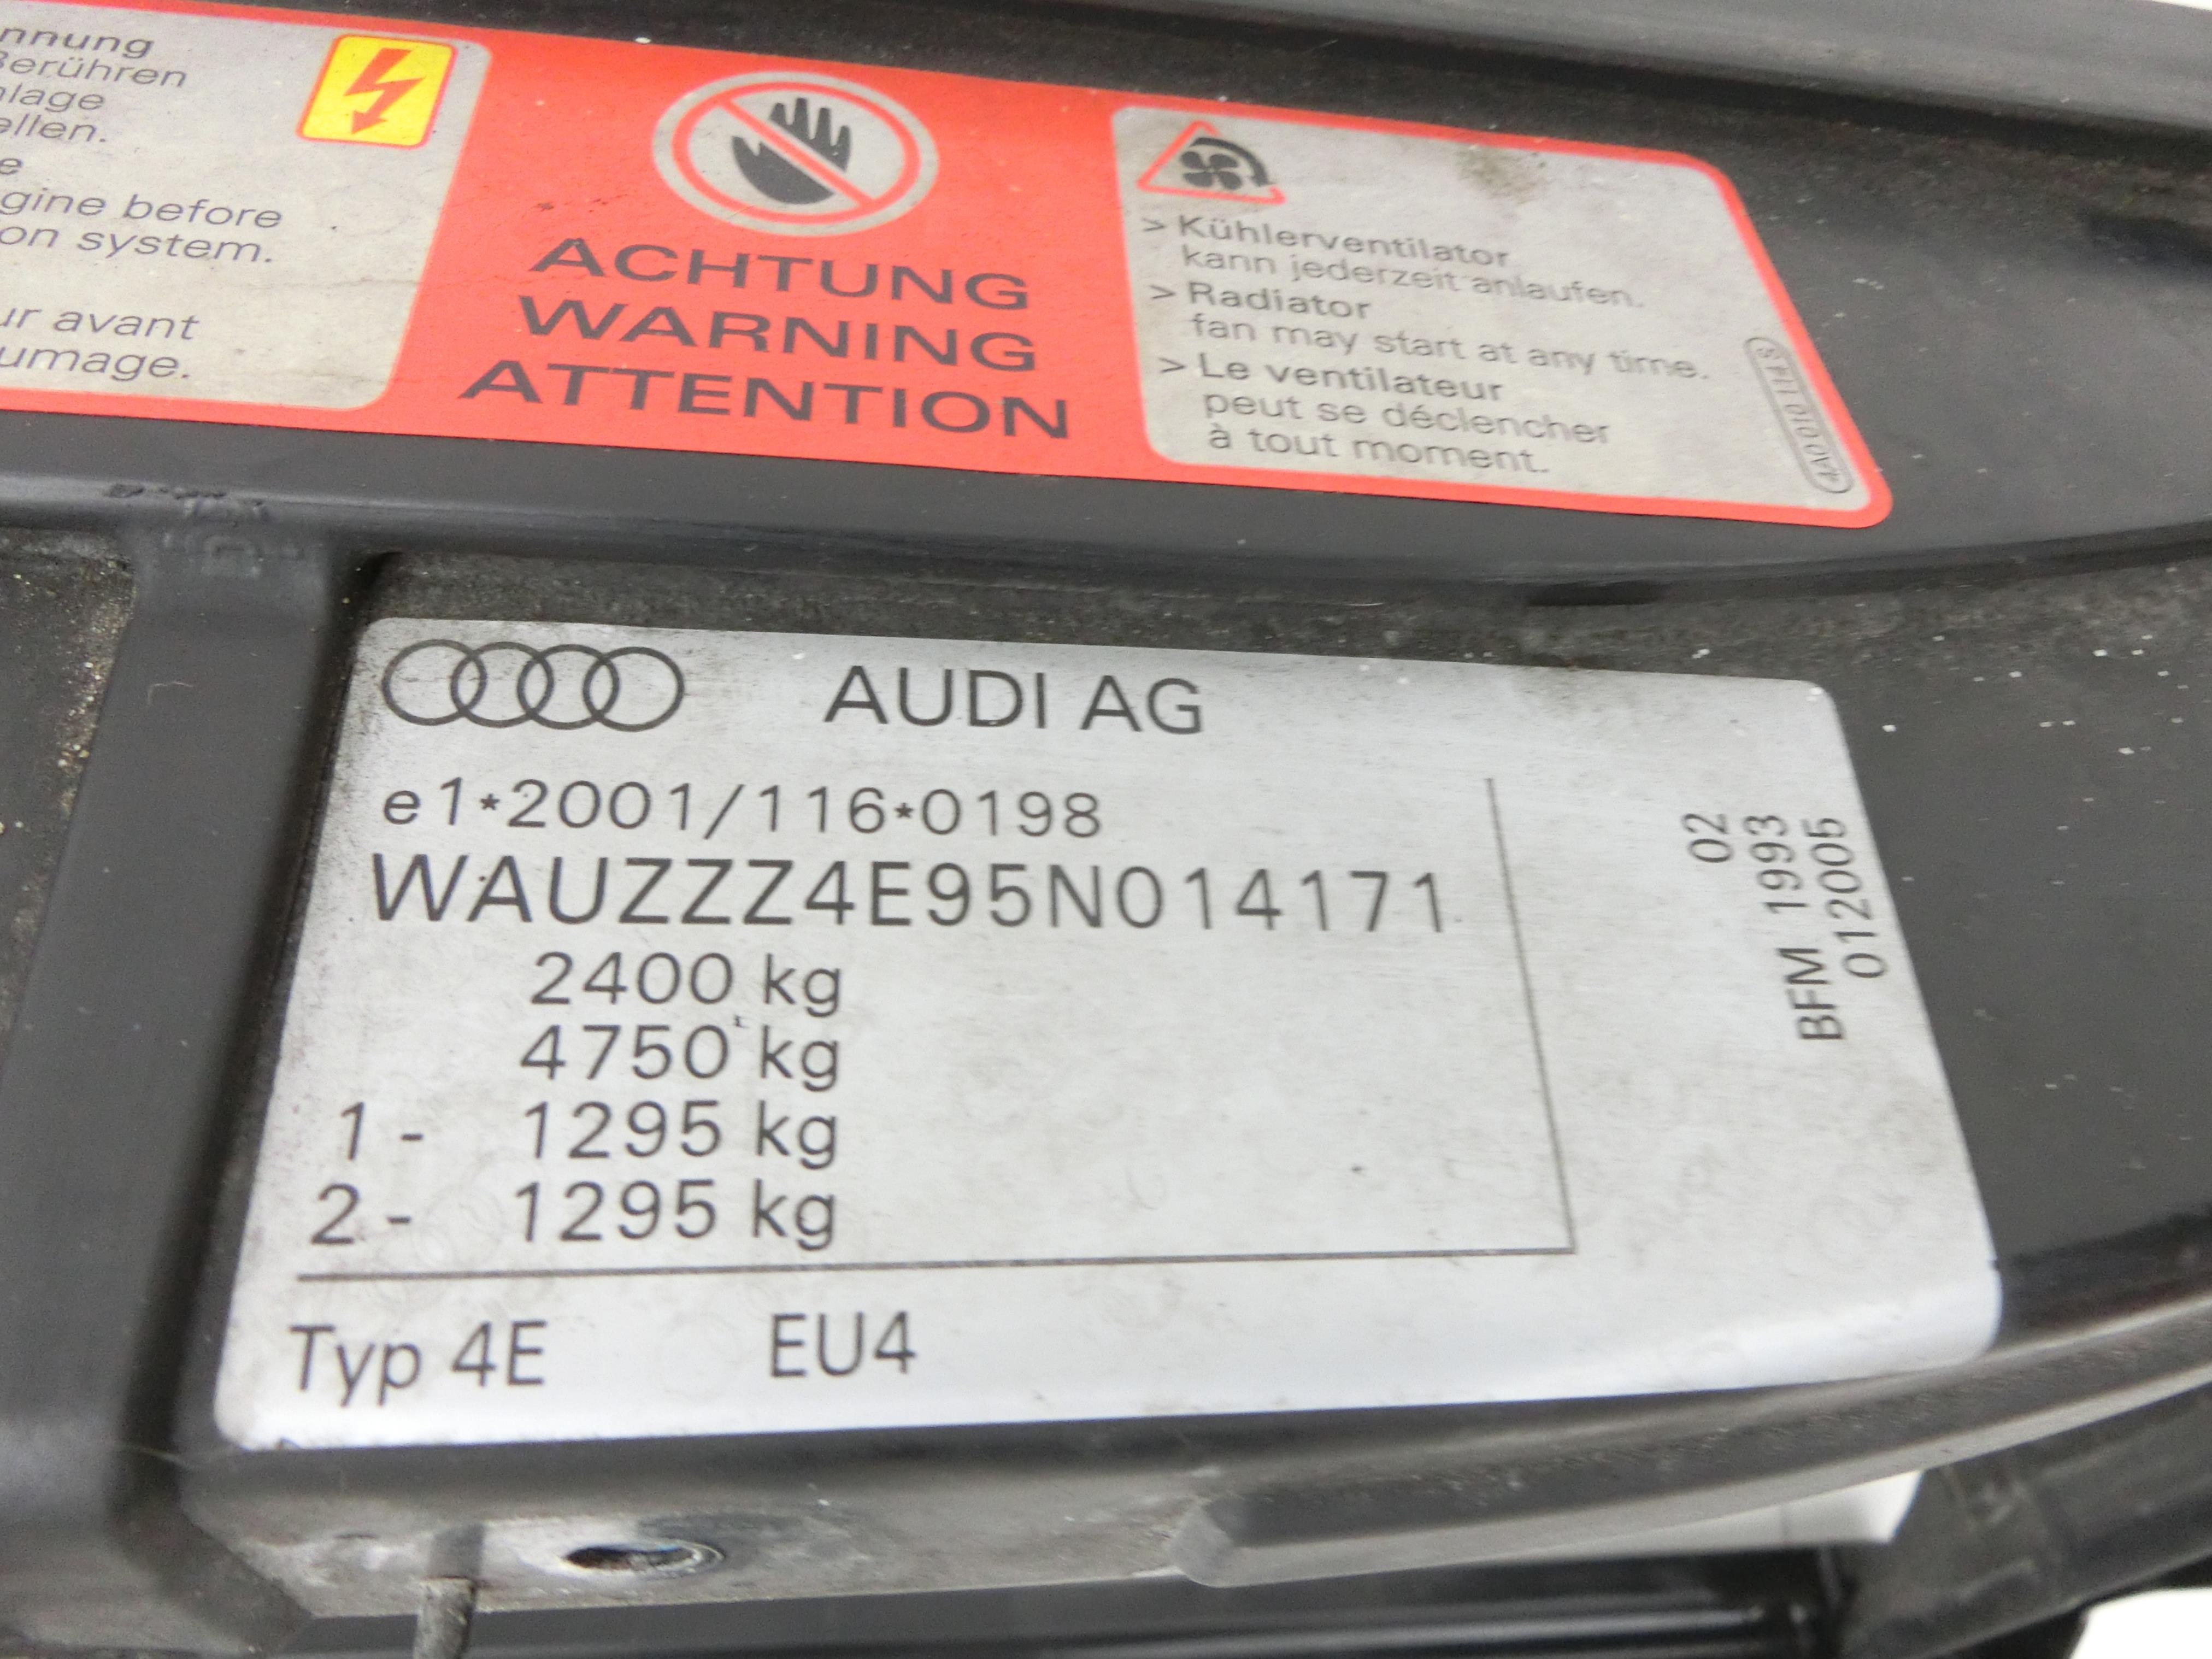 nnung
Berühren
nlage
ellen.
e
gine before
on system.
ur avant
umage.
ACHTUNG
WARNING
ATTENTION
> Kühlerventilator
kann jederzeit anlaufen.
> Radiator
fan may start at any time.
> Le ventilateur
peut se déclencher
à tout moment.
AUDI AG
e1*2001/116*0198
WAUZZZ4E95N014171
2400 kg
4750 kg
1 - 1295 kg
2 - 1295 kg
Typ 4E EU4
02
BFM 1993
012005